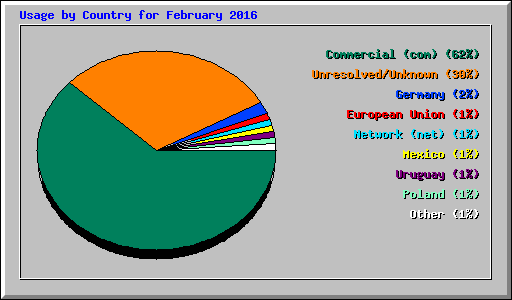 Usage by Country for February 2016
Commercial (com) (62%)
Unresolved/Unknown (30%)
Germany (2%)
European Union (1%)
Network (net) (1%)
Mexico (1%)
Uruguay (1%)
Poland (1%)
Other (1%)